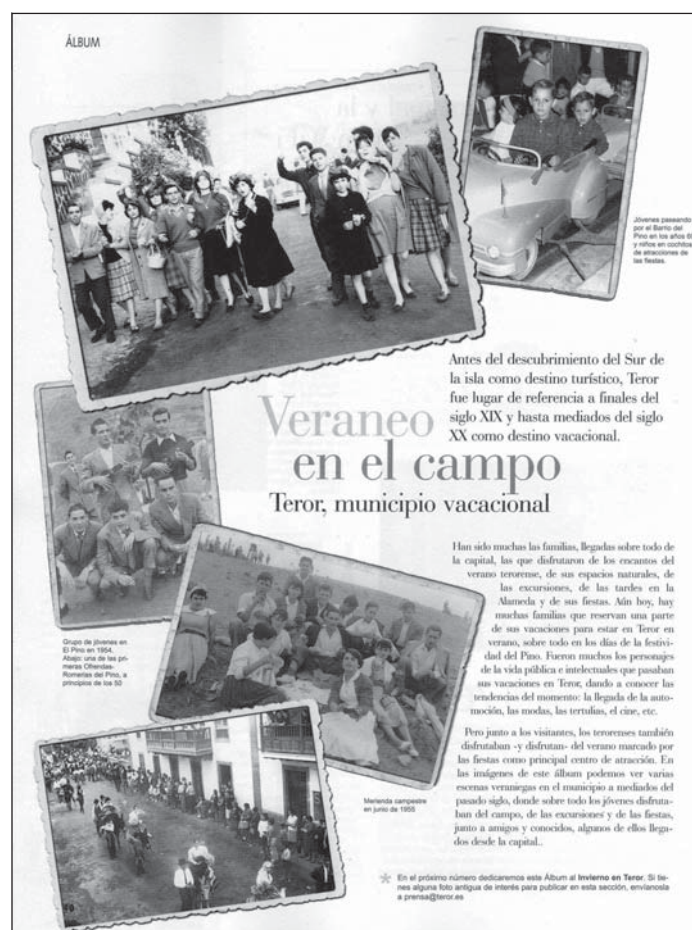 ÁLBUM
Jóvenes paseando
por el Barrio del
Pino en los años 60
y niños en cochitos
de atracciones de
las fiestas.
Antes del descubrimiento del Sur de
la isla como destino turístico, Teror
fue lugar de referencia a finales del
siglo XIX y hasta mediados del siglo
XX como destino vacacional.
Veraneo
en el campo
Teror, municipio vacacional
Han sido muchas las familias, llegadas sobre todo de
la capital, las que disfrutaron de los encantos del
verano terorense, de sus espacios naturales, de
las excursiones, de las tardes en la
Alameda y de sus fiestas. Aún hoy, hay
muchas familias que reservan una parte
de sus vacaciones para estar en Teror en
verano, sobre todo en los días de la festivi-
dad del Pino. Fueron muchos los personajes
de la vida pública e intelectuales que pasaban
sus vacaciones en Teror, dando a conocer las
tendencias del momento: la llegada de la auto-
moción, las modas, las tertulias, el cine, etc.
Pero junto a los visitantes, los terorenses también
disfrutaban -y disfrutan- del verano marcado por
las fiestas como principal centro de atracción. En
las imágenes de este álbum podemos ver varias
escenas veraniegas en el municipio a mediados del
pasado siglo, donde sobre todo los jóvenes disfruta-
ban del campo, de las excursiones y de las fiestas,
junto a amigos y conocidos, algunos de ellos llega-
dos desde la capital..
Grupo de jóvenes en
El Pino en 1954.
Abajo: una de las pri-
meras Ofrendas-
Romerías del Pino, a
principios de los 50
Merienda campestre
en junio de 1955
* En el próximo número dedicaremos este Álbum al Invierno en Teror. Si tie-
nes alguna foto antigua de interés para publicar en esta sección, envíanosla
a prensa@teror.es